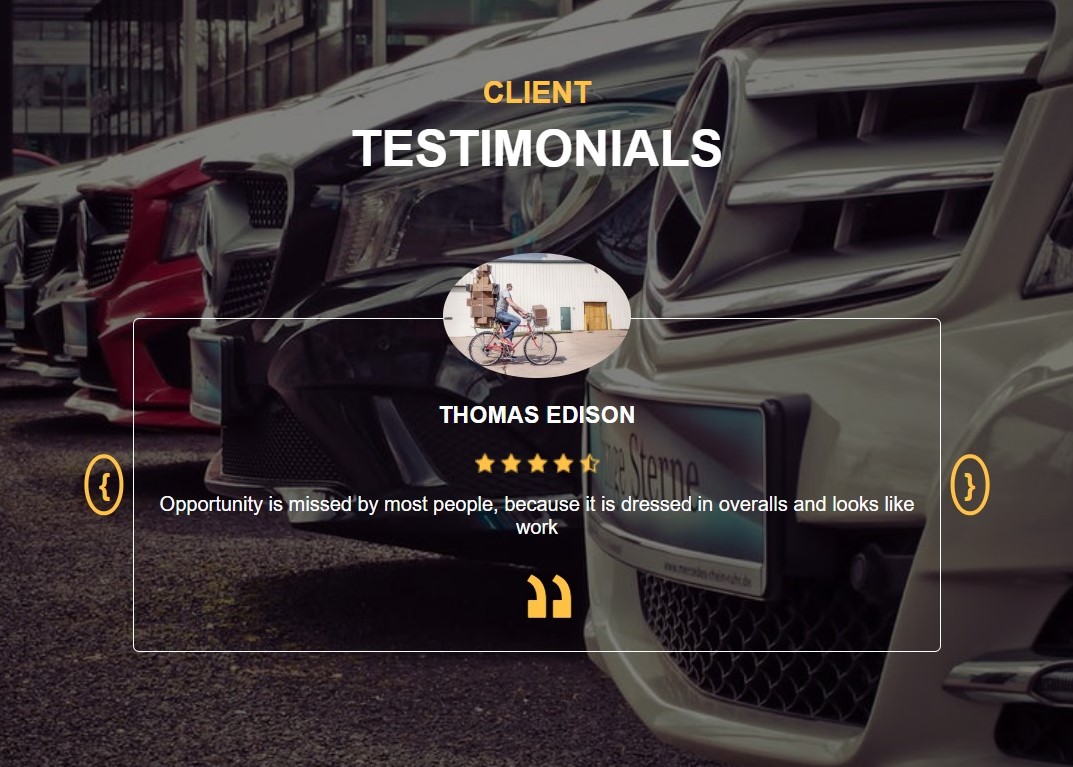 CLIENT
TESTIMONIALS
THOMAS EDISON
{
}
Opportunity is missed by most people, because it is dressed in overalls and looks like
work
Sterne